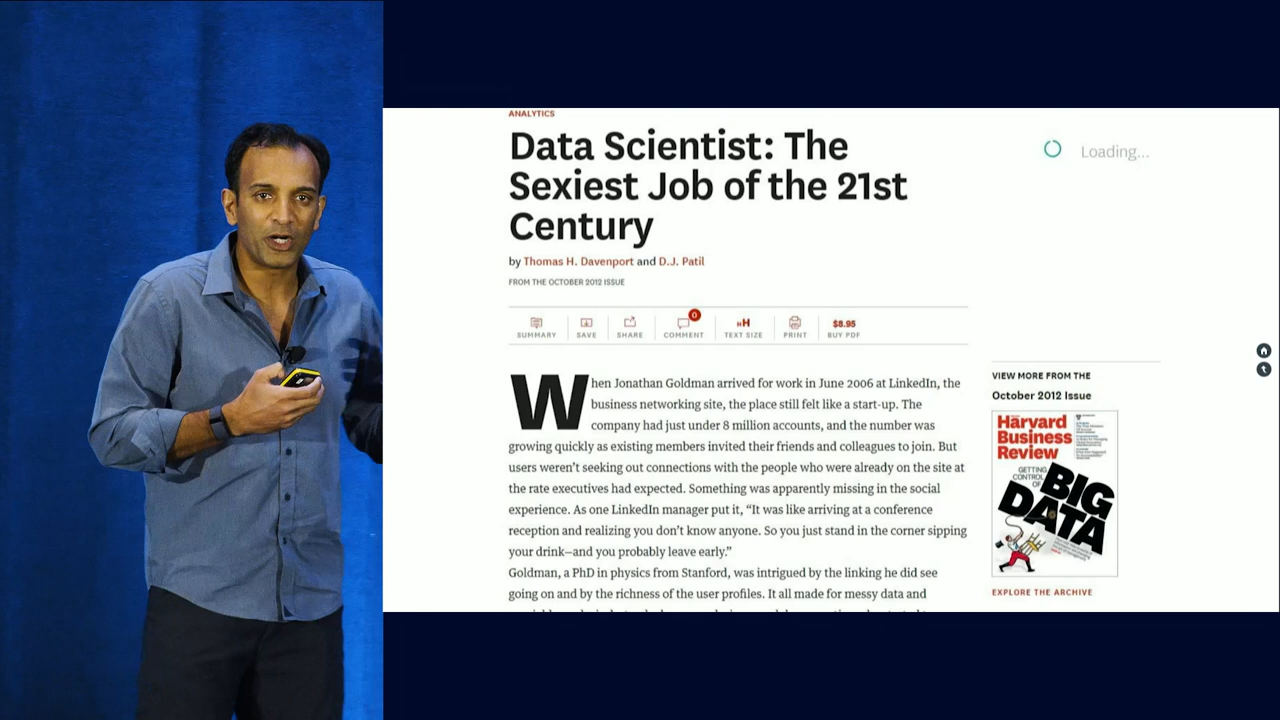 ANALYTICS
Data Scientist: The
Sexiest Job of the 21st
Century
by Thomas H. Davenport and D.J. Patil
FROM THE OCTOBER 2012 ISSUE
0
SUMMARY SAVE SHARE COMMENT TEXT SIZE PRINT $8.95 BUY PDF
When Jonathan Goldman arrived for work in June 2006 at LinkedIn, the
business networking site, the place still felt like a start-up. The
company had just under 8 million accounts, and the number was
growing quickly as existing members invited their friends and colleagues to join. But
users weren’t seeking out connections with the people who were already on the site at
the rate executives had expected. Something was apparently missing in the social
experience. As one LinkedIn manager put it, “It was like arriving at a conference
reception and realizing you don’t know anyone. So you just stand in the corner sipping
your drink—and you probably leave early.”
Goldman, a PhD in physics from Stanford, was intrigued by the linking he did see
going on and by the richness of the user profiles. It all made for messy data and
Loading...
VIEW MORE FROM THE
October 2012 Issue
Harvard
Business
Review
GETTING
CONTROL
OF
BIG
DATA
EXPLORE THE ARCHIVE